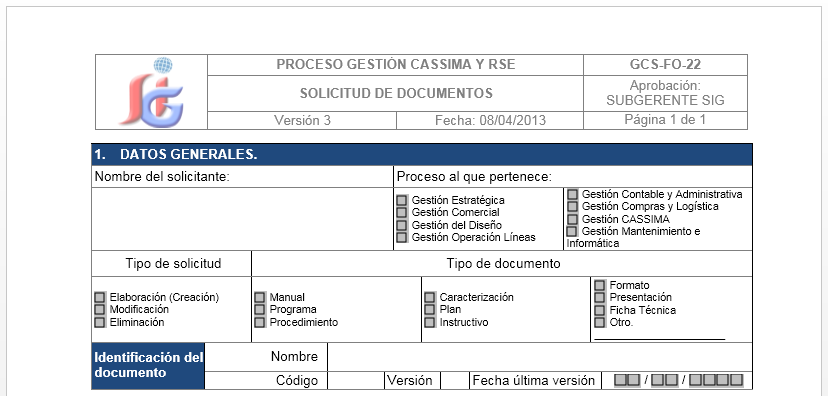 SIG
PROCESO GESTIÓN CASSIMA Y RSE
GCS-FO-22
SOLICITUD DE DOCUMENTOS
Aprobación:
SUBGERENTE SIG
Versión 3
Fecha: 08/04/2013
Página 1 de 1
1. DATOS GENERALES.
Nombre del solicitante:
Proceso al que pertenece:
Gestión Estratégica
Gestión Comercial
Gestión del Diseño
Gestión Operación Líneas
Gestión Contable y Administrativa
Gestión Compras y Logística
Gestión CASSIMA
Gestión Mantenimiento e
Informática
Tipo de solicitud
Tipo de documento
Elaboración (Creación)
Modificación
Eliminación
Manual
Programa
Procedimiento
Caracterización
Plan
Instructivo
Formato
Presentación
Ficha Técnica
Otro.
Identificación del
documento
Nombre
Código
Versión
Fecha última versión
/ /